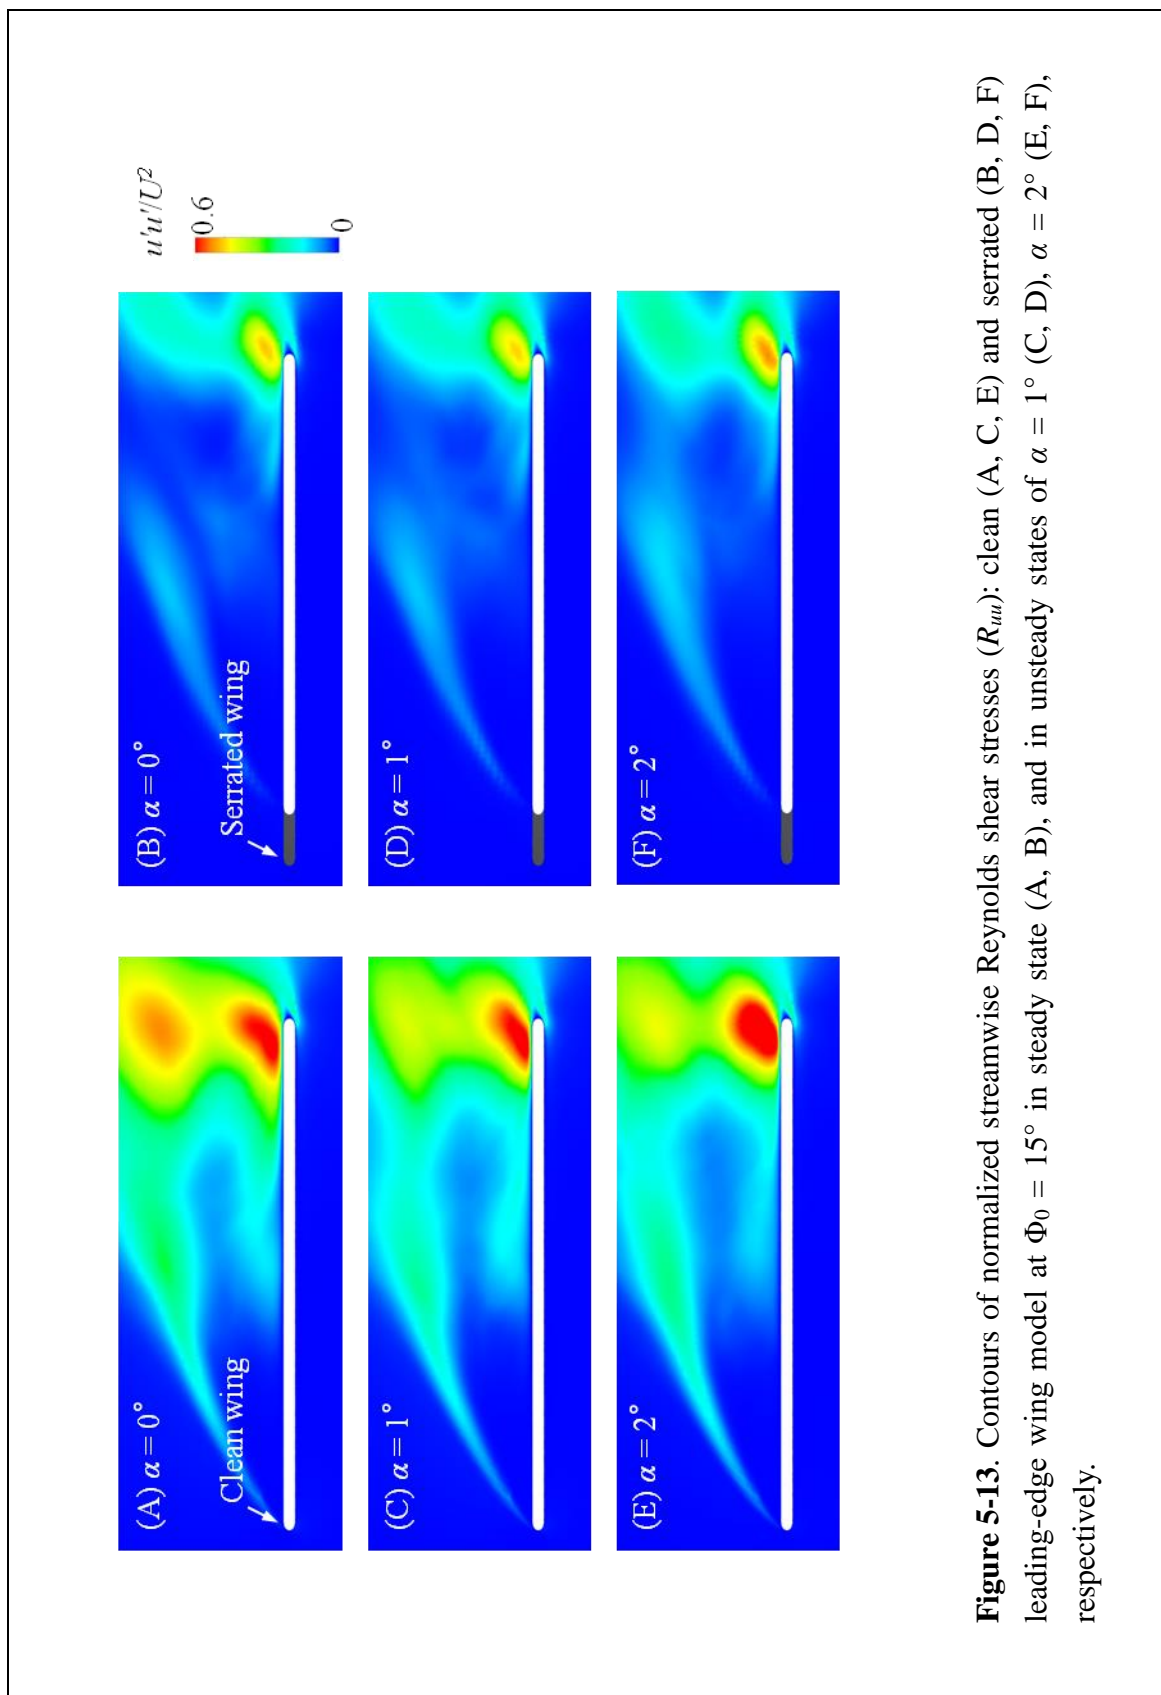 (A) α = 0°
Clean wing
(B) α = 0°
Serrated wing
u'u'/U²
0.6
0
(C) α = 1°
(D) α = 1°
(E) α = 2°
(F) α = 2°
Figure 5-13. Contours of normalized streamwise Reynolds shear stresses (Ruu): clean (A, C, E) and serrated (B, D, F)
leading-edge wing model at Φ0 = 15° in steady state (A, B), and in unsteady states of α = 1° (C, D), α = 2° (E, F),
respectively.